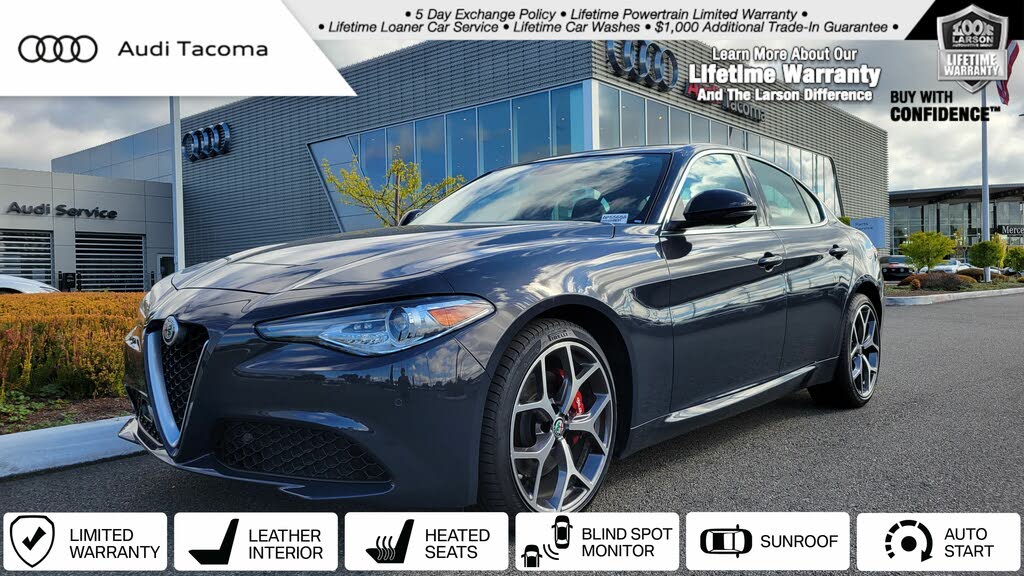 Audi Tacoma
• 5 Day Exchange Policy • Lifetime Powertrain Limited Warranty •
• Lifetime Loaner Car Service • Lifetime Car Washes • $1,000 Additional Trade-In Guarantee •
Learn More About Our
Lifetime Warranty
And The Larson Difference
LARSON
LIFETIME
WARRANTY
BUY WITH
CONFIDENCE™
Tacoma
Audi Service
LIMITED
WARRANTY
LEATHER
INTERIOR
HEATED
SEATS
BLIND SPOT
MONITOR
SUNROOF
AUTO
START